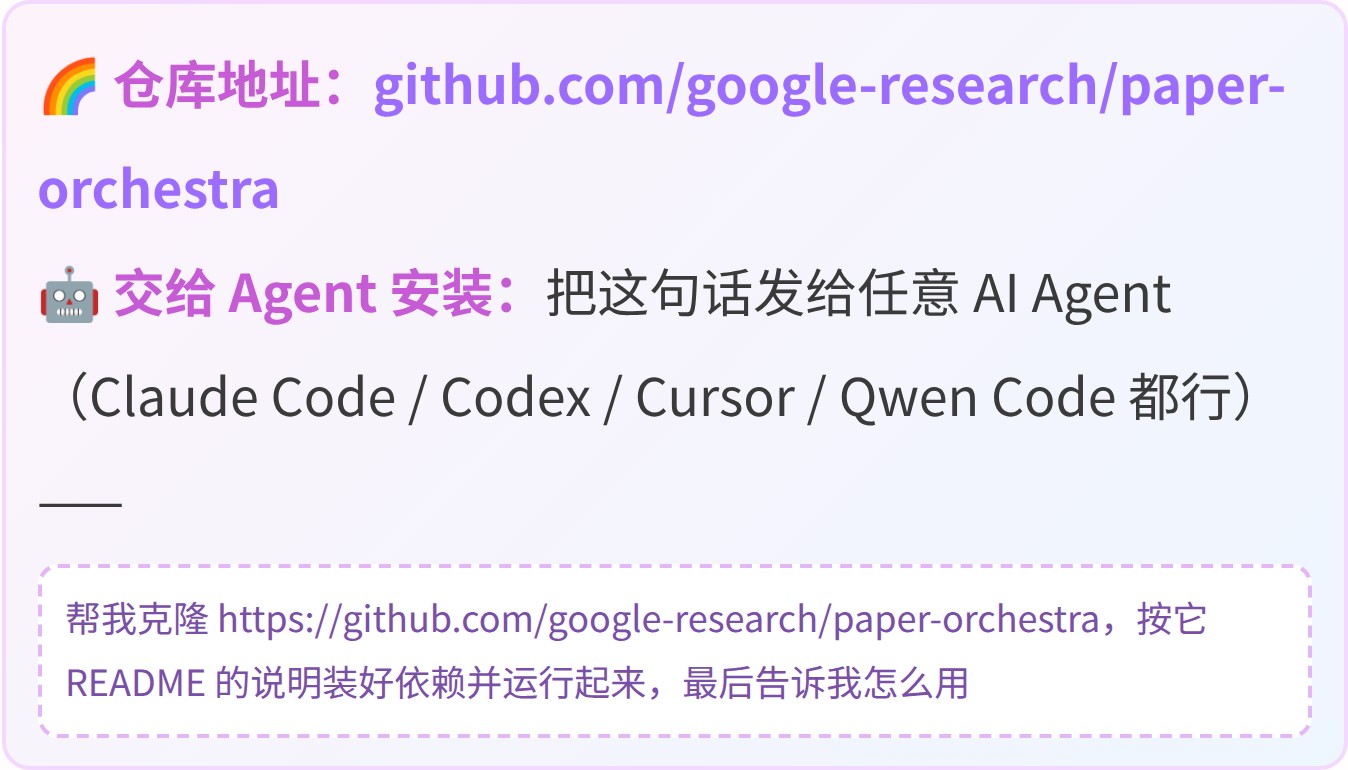 🌈 仓库地址：github.com/google-research/paper-
orchestra
🤖 交给 Agent 安装：把这句话发给任意 AI Agent
（Claude Code / Codex / Cursor / Qwen Code 都行）
——
帮我克隆 https://github.com/google-research/paper-orchestra，按它
README 的说明装好依赖并运行起来，最后告诉我怎么用